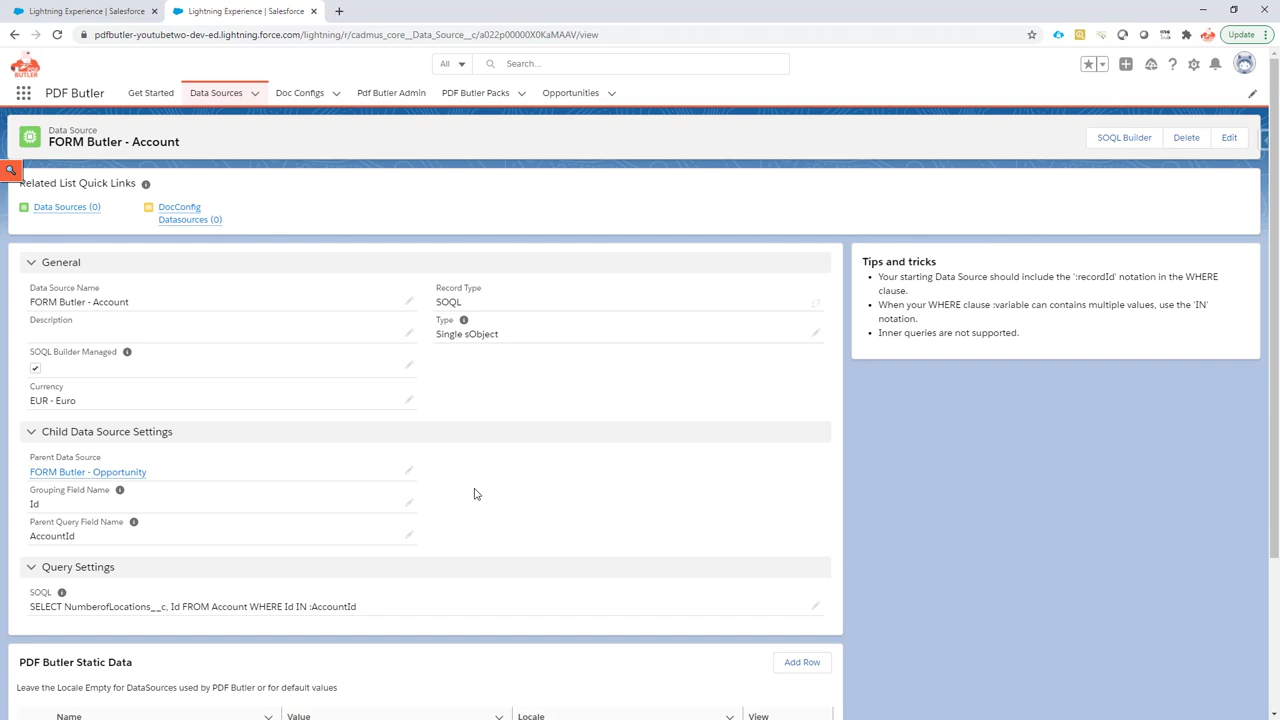 Lightning Experience | Salesforce
Lightning Experience | Salesforce
pdfbutler-youtubetwo-dev-ed.lightning.force.com/lightning/r/cadmus_core__Data_Source__c/a022p00000X0KaMAAV/view
Update
All
Search...
PDF Butler
Get Started
Data Sources
Doc Configs
Pdf Butler Admin
PDF Butler Packs
Opportunities
Data Source
FORM Butler - Account
SOQL Builder
Delete
Edit
Related List Quick Links
Data Sources (0)
DocConfig
Datasources (0)
General
Data Source Name
FORM Butler - Account
Record Type
SOQL
Description
Type
Single sObject
SOQL Builder Managed
Currency
EUR - Euro
Child Data Source Settings
Parent Data Source
FORM Butler - Opportunity
Grouping Field Name
Id
Parent Query Field Name
AccountId
Query Settings
SOQL
SELECT NumberofLocations__c, Id FROM Account WHERE Id IN :AccountId
Tips and tricks
Your starting Data Source should include the ':recordId' notation in the WHERE
clause.
When your WHERE clause :variable can contains multiple values, use the 'IN'
notation.
Inner queries are not supported.
PDF Butler Static Data
Add Row
Leave the Locale Empty for DataSources used by PDF Butler or for default values
Name
Value
Locale
View